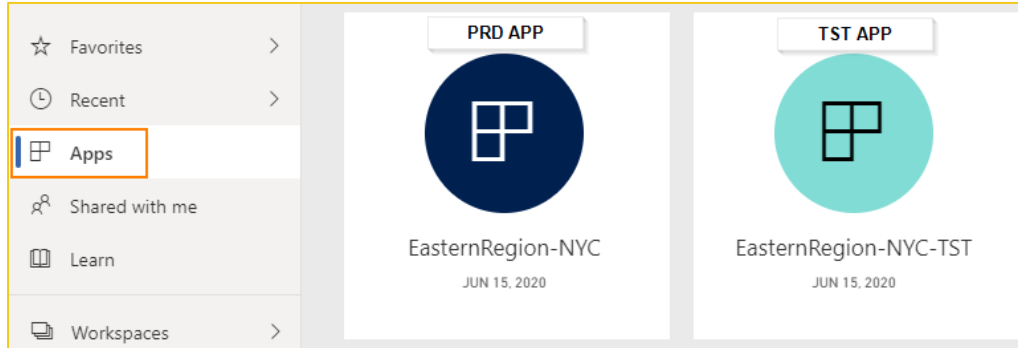 Favorites
Recent
Apps
Shared with me
Learn
Workspaces
PRD APP
EasternRegion-NYC
JUN 15, 2020
TST APP
EasternRegion-NYC-TST
JUN 15, 2020